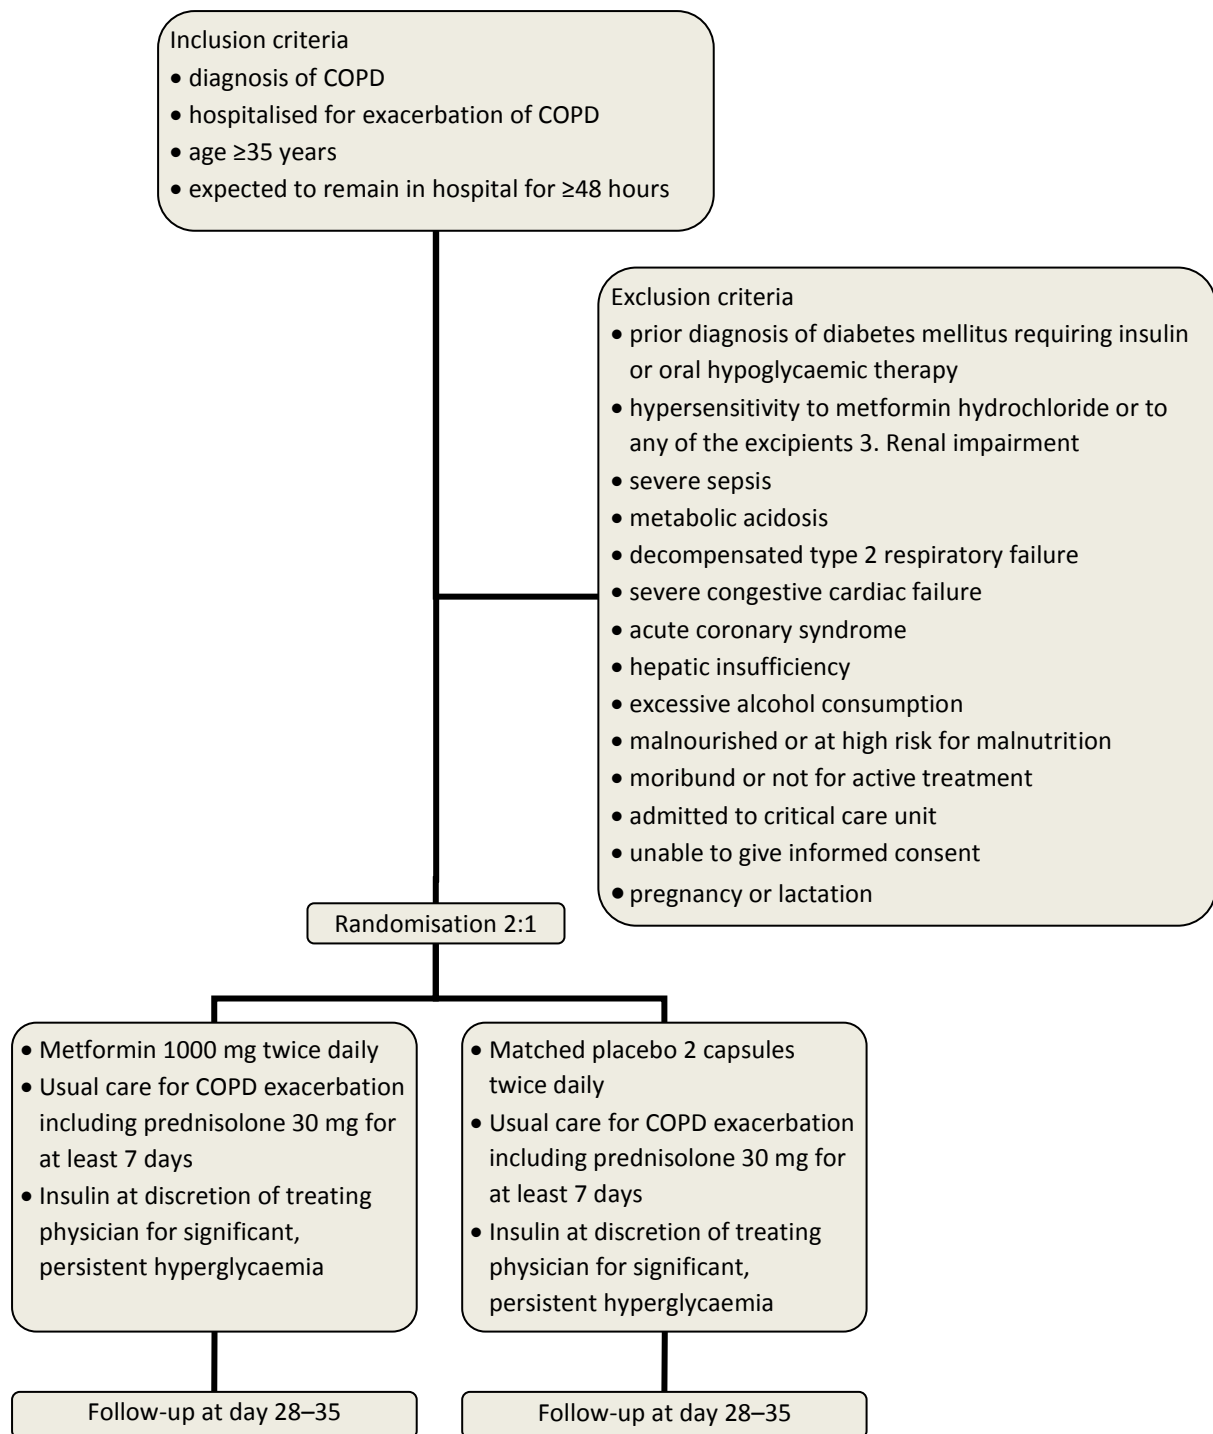 Inclusion criteria
• diagnosis of COPD
• hospitalised for exacerbation of COPD
• age ≥35 years
• expected to remain in hospital for ≥48 hours
Exclusion criteria
• prior diagnosis of diabetes mellitus requiring insulin
or oral hypoglycaemic therapy
• hypersensitivity to metformin hydrochloride or to
any of the excipients 3. Renal impairment
• severe sepsis
• metabolic acidosis
• decompensated type 2 respiratory failure
• severe congestive cardiac failure
• acute coronary syndrome
• hepatic insufficiency
• excessive alcohol consumption
• malnourished or at high risk for malnutrition
• moribund or not for active treatment
• admitted to critical care unit
• unable to give informed consent
• pregnancy or lactation
Randomisation 2:1
• Metformin 1000 mg twice daily
• Usual care for COPD exacerbation
including prednisolone 30 mg for
at least 7 days
• Insulin at discretion of treating
physician for significant,
persistent hyperglycaemia
• Matched placebo 2 capsules
twice daily
• Usual care for COPD exacerbation
including prednisolone 30 mg for
at least 7 days
• Insulin at discretion of treating
physician for significant,
persistent hyperglycaemia
Follow-up at day 28–35
Follow-up at day 28–35